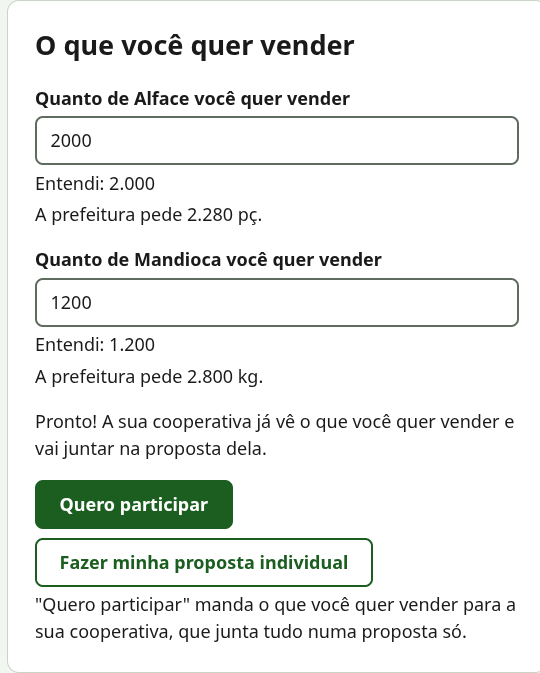 O que você quer vender
Quanto de Alface você quer vender
2000
Entendi: 2.000
A prefeitura pede 2.280 pç.
Quanto de Mandioca você quer vender
1200
Entendi: 1.200
A prefeitura pede 2.800 kg.
Pronto! A sua cooperativa já vê o que você quer vender e
vai juntar na proposta dela.
Quero participar
Fazer minha proposta individual
"Quero participar" manda o que você quer vender para a
sua cooperativa, que junta tudo numa proposta só.